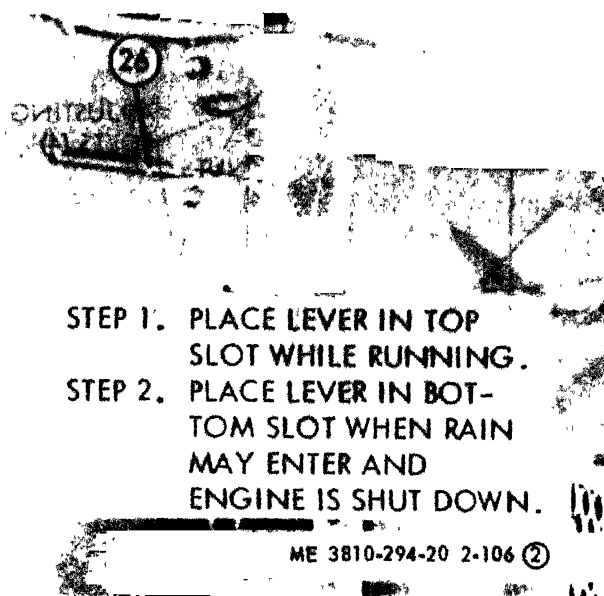 26
STEP 1. PLACE LEVER IN TOP
SLOT WHILE RUNNING.
STEP 2. PLACE LEVER IN BOT-
TOM SLOT WHEN RAIN
MAY ENTER AND
ENGINE IS SHUT DOWN.
ME 3810-294-20 2-106 2